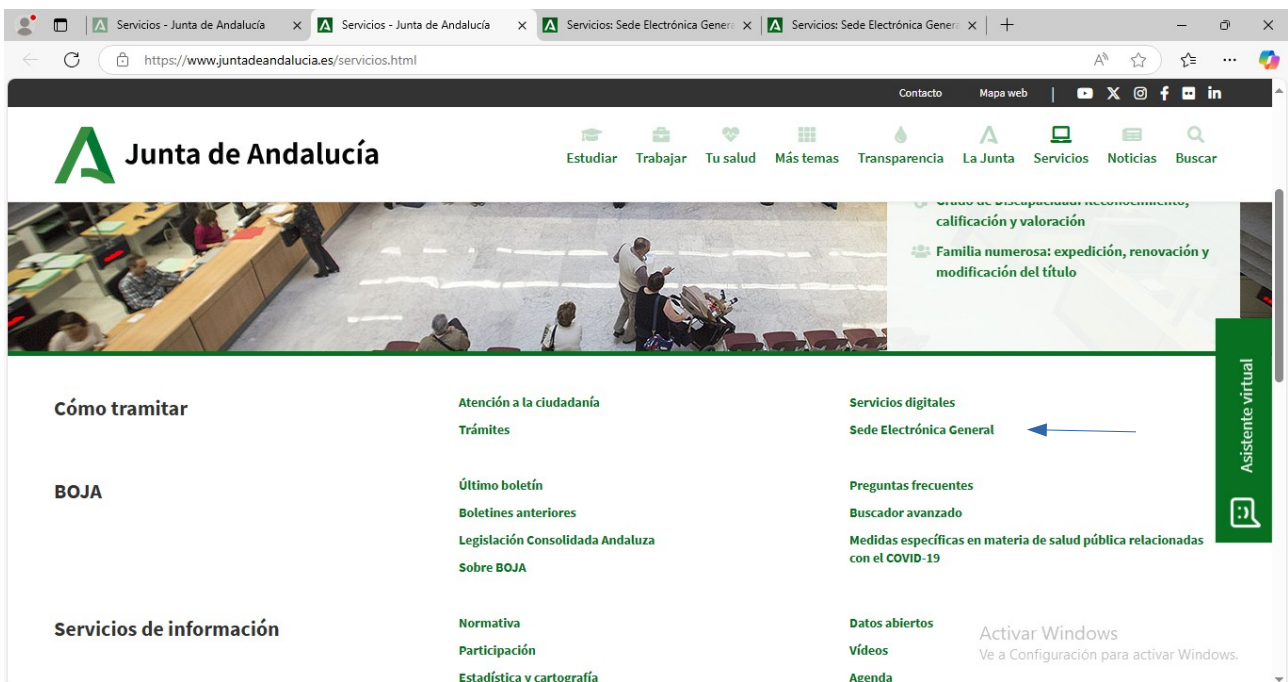 Servicios - Junta de Andalucía
Servicios - Junta de Andalucía
Servicios: Sede Electrónica Genera
Servicios: Sede Electrónica Genera
https://www.juntadeandalucia.es/servicios.html
Contacto
Mapa web
Junta de Andalucía
Estudiar
Trabajar
Tu salud
Más temas
Transparencia
La Junta
Servicios
Noticias
Buscar
Grado de Discapacidad: Reconocimiento,
calificación y valoración
Familia numerosa: expedición, renovación y
modificación del título
Asistente virtual
Cómo tramitar
Atención a la ciudadanía
Trámites
Servicios digitales
Sede Electrónica General
BOJA
Último boletín
Boletines anteriores
Legislación Consolidada Andaluza
Sobre BOJA
Preguntas frecuentes
Buscador avanzado
Medidas específicas en materia de salud pública relacionadas
con el COVID-19
Servicios de información
Normativa
Participación
Estadística y cartografía
Datos abiertos
Vídeos
Agenda
Activar Windows
Ve a Configuración para activar Windows.